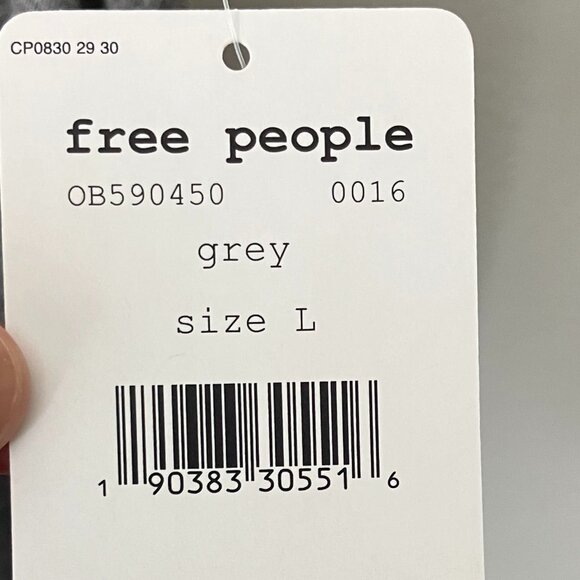 CP0830 29 30
free people
OB590450 0016
grey
size L
1 90383 30551 6